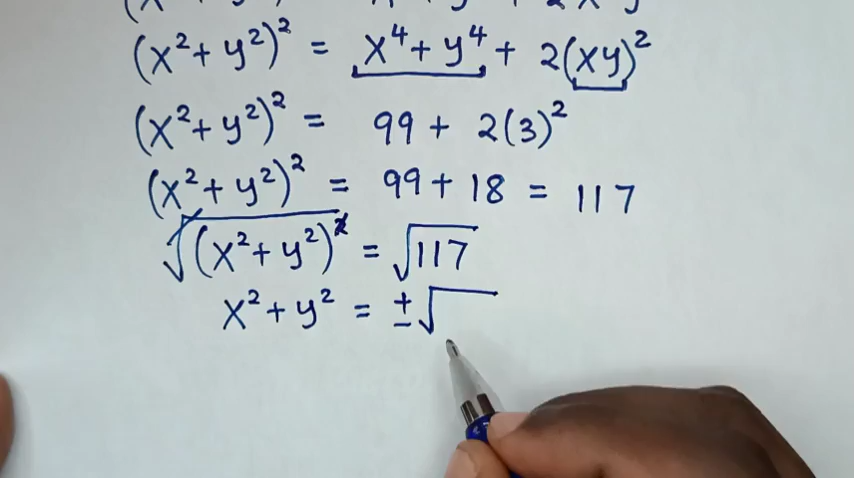 (x² + y²)² = x⁴ + y⁴ + 2(xy)²
(x² + y²)² = 99 + 2(3)²
(x² + y²)² = 99 + 18 = 117
√(x² + y²)² = √117
x² + y² = ±√